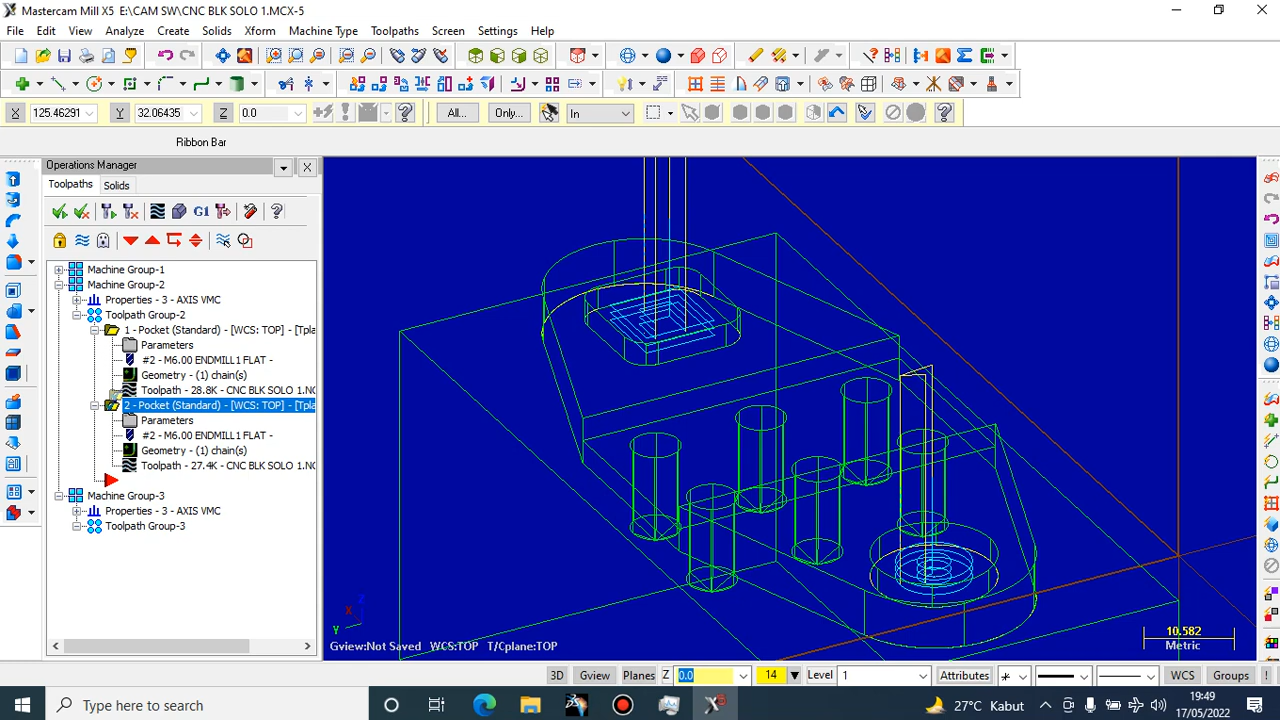 Mastercam Mill X5 E:\CAM SW\CNC BLK SOLO 1.MCX-5
File Edit View Analyze Create Solids Xform Machine Type Toolpaths Screen Settings Help
X 125.46291 Y 32.06435 Z 0.0 All... Only... In
Ribbon Bar
Operations Manager
Toolpaths Solids
G1
Machine Group-1
Machine Group-2
Properties - 3 - AXIS VMC
Toolpath Group-2
1 - Pocket (Standard) - [WCS: TOP] - [Tpla
Parameters
#2 - M6.00 ENDMILL1 FLAT -
Geometry - (1) chain(s)
Toolpath - 28.8K - CNC BLK SOLO 1.NC
2 - Pocket (Standard) - [WCS: TOP] - [Tpla
Parameters
#2 - M6.00 ENDMILL1 FLAT -
Geometry - (1) chain(s)
Toolpath - 27.4K - CNC BLK SOLO 1.NC
Machine Group-3
Properties - 3 - AXIS VMC
Toolpath Group-3
Z
X
Y
Gview:Not Saved WCS:TOP T/Cplane:TOP
10.582
Metric
3D Gview Planes Z 0.0 14 Level 1 Attributes WCS Groups !
Type here to search
27°C Kabut
19:49
17/05/2022